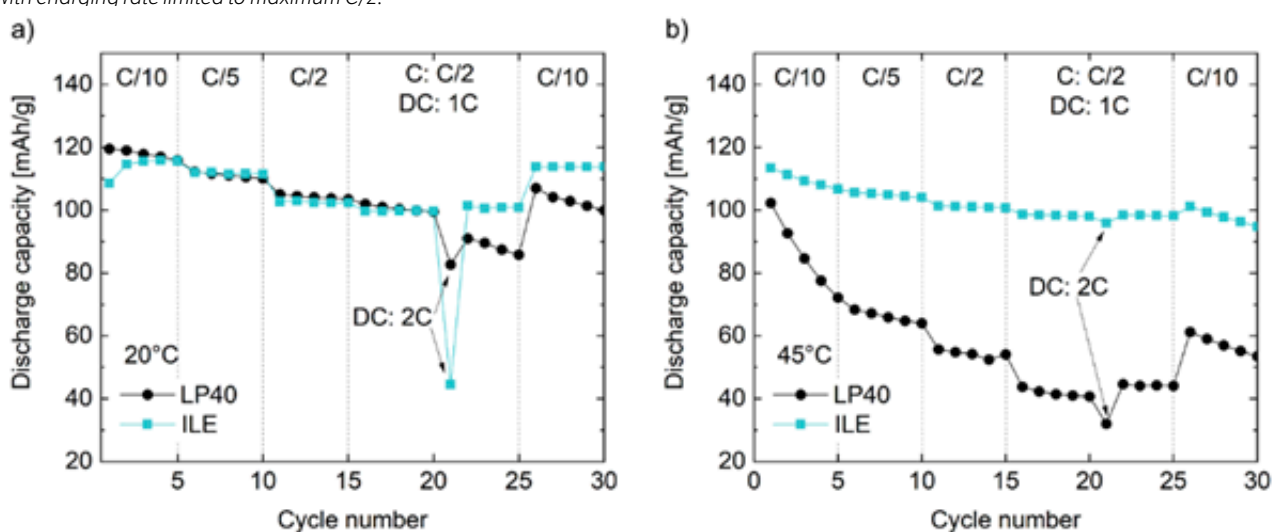 with charging rate limited to maximum C/2.
a)
C/10 C/5 C/2 C: C/2 C/10
DC: 1C
140
120
100
80
60
40
20
Discharge capacity [mAh/g]
DC: 2C
20°C
LP40
ILE
5 10 15 20 25 30
Cycle number
b)
C/10 C/5 C/2 C: C/2 C/10
DC: 1C
140
120
100
80
60
40
20
Discharge capacity [mAh/g]
DC: 2C
45°C
LP40
ILE
0 5 10 15 20 25 30
Cycle number